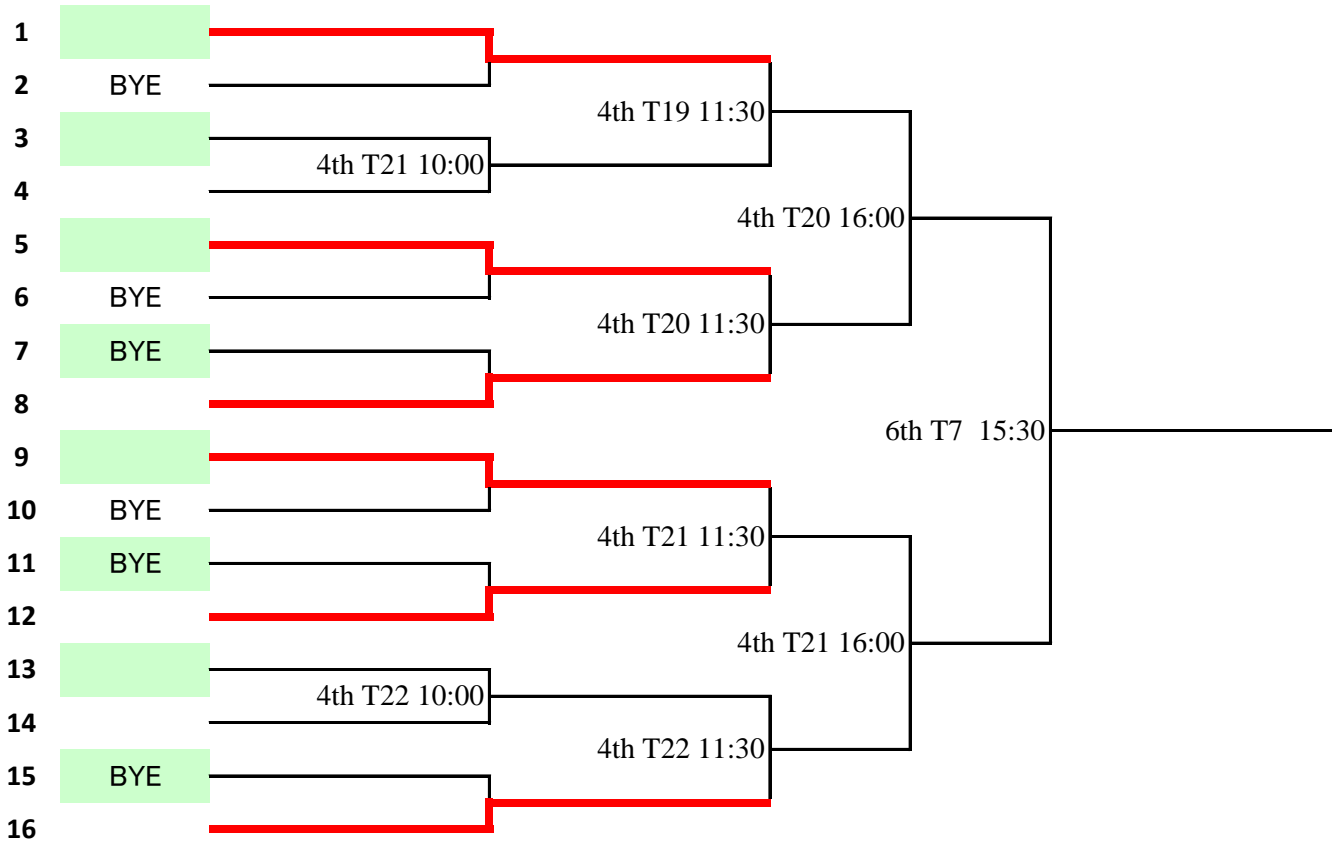 1
2 BYE
4th T19 11:30
3
4th T21 10:00
4
4th T20 16:00
5
6 BYE
4th T20 11:30
7 BYE
8
6th T7 15:30
9
10 BYE
4th T21 11:30
11 BYE
12
4th T21 16:00
13
4th T22 10:00
14
4th T22 11:30
15 BYE
16